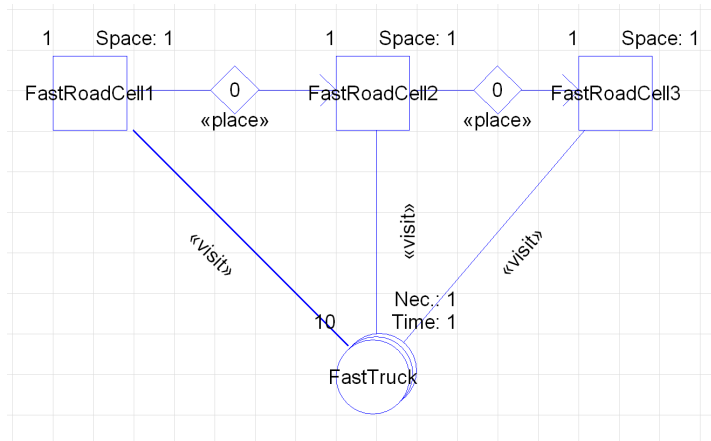 1 Space: 1
1 Space: 1
1 Space: 1
FastRoadCell1
0
FastRoadCell2
0
FastRoadCell3
«place»
«place»
«visit»
«visit»
«visit»
Nec.: 1
10
Time: 1
FastTruck